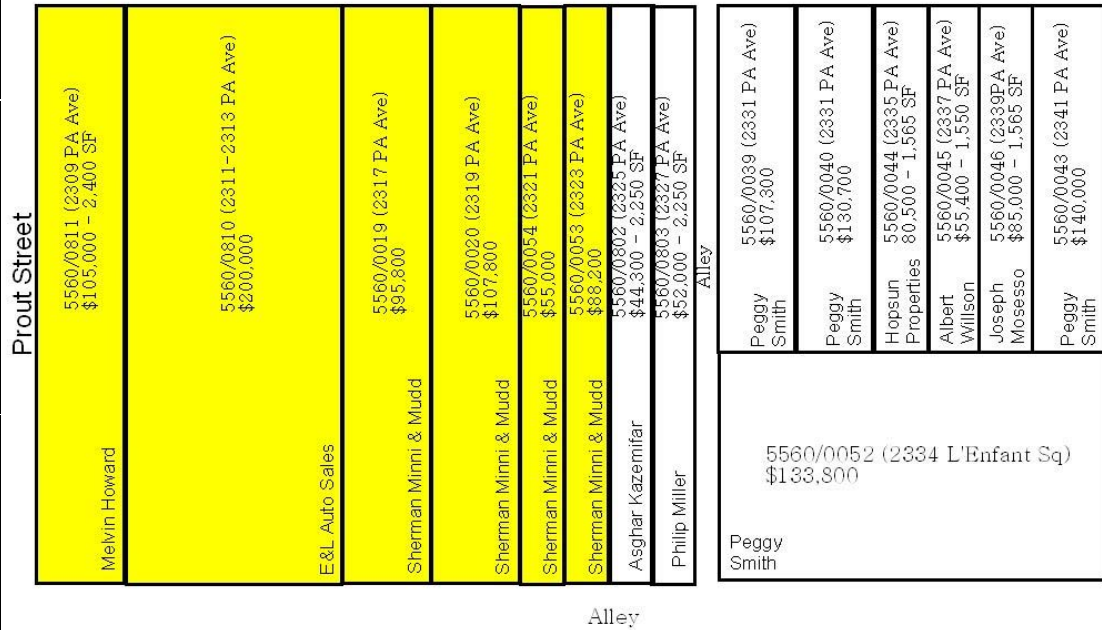 Prout Street
5560/0811 (2309 PA Ave)
$105,000 - 2,400 SF
Melvin Howard
5560/0810 (2311-2313 PA Ave)
$200,000
E&L Auto Sales
5560/0019 (2317 PA Ave)
$95,800
Sherman Minni & Mudd
5560/0020 (2319 PA Ave)
$107,800
Sherman Minni & Mudd
5560/0054 (2321 PA Ave)
$55,000
Sherman Minni & Mudd
5560/0053 (2323 PA Ave)
$88,200
Sherman Minni & Mudd
5560/0802 (2325 PA Ave)
$44,300 - 2,250 SF
Asghar Kazemifar
5560/0803 (2327 PA Ave)
$52,000 - 2,250 SF
Philip Miller
Alley
5560/0039 (2331 PA Ave)
$107,300
Peggy
Smith
5560/0040 (2331 PA Ave)
$130,700
Peggy
Smith
5560/0044 (2335 PA Ave)
80,500 - 1,565 SF
Hopsun
Properties
5560/0045 (2337 PA Ave)
$55,400 - 1,550 SF
Albert
Willson
5560/0046 (2339PA Ave)
$85,000 - 1,565 SF
Joseph
Mosesso
5560/0043 (2341 PA Ave)
$140,000
Peggy
Smith
5560/0052 (2334 L'Enfant Sq)
$133,800
Peggy
Smith
Alley